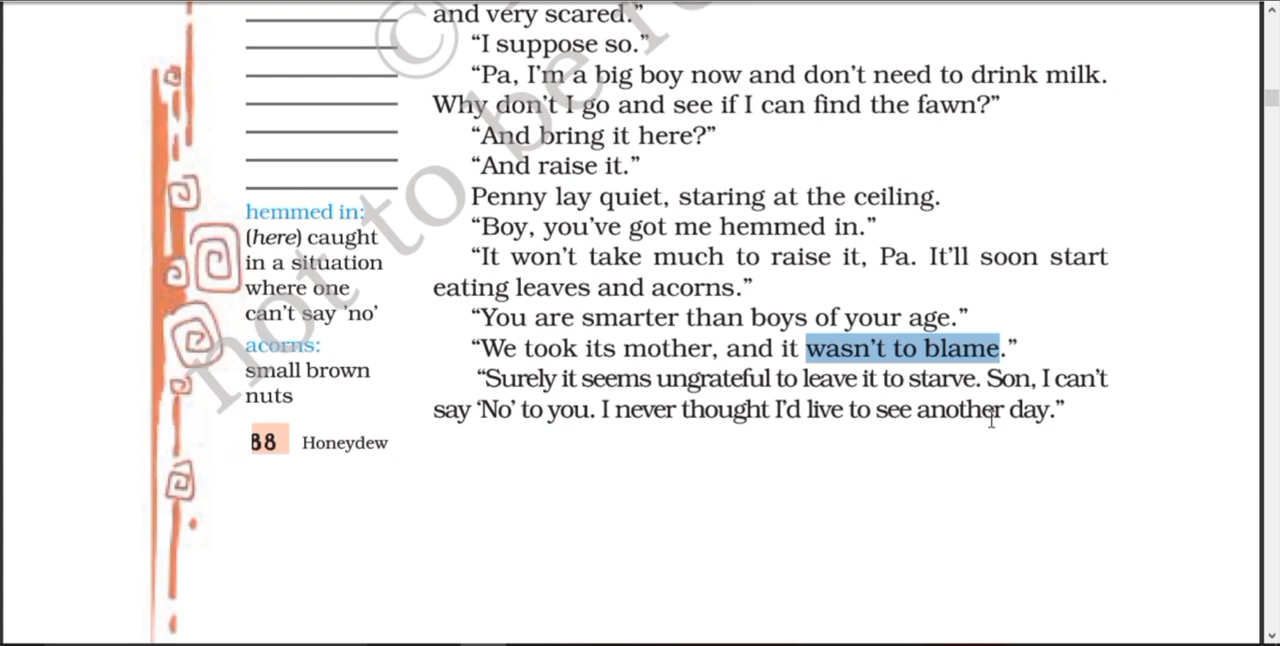 and very scared.”
“I suppose so.”
“Pa, I’m a big boy now and don’t need to drink milk.
Why don’t I go and see if I can find the fawn?”
“And bring it here?”
“And raise it.”
Penny lay quiet, staring at the ceiling.
“Boy, you’ve got me hemmed in.”
“It won’t take much to raise it, Pa. It’ll soon start
eating leaves and acorns.”
“You are smarter than boys of your age.”
“We took its mother, and it wasn’t to blame.”
“Surely it seems ungrateful to leave it to starve. Son, I can’t
say ‘No’ to you. I never thought I’d live to see another day.”
hemmed in:
(here) caught
in a situation
where one
can’t say ‘no’
acorns:
small brown
nuts
88 Honeydew
© not to be r